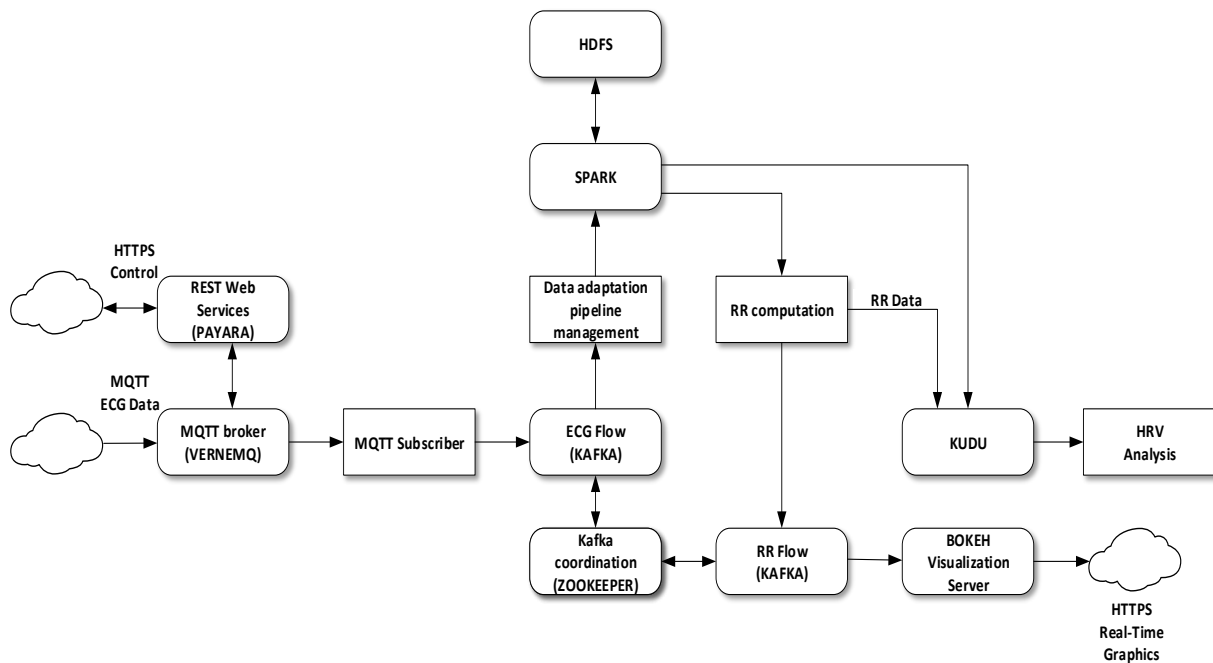 HDFS
SPARK
HTTPS
Control
REST Web
Services
(PAYARA)
Data adaptation
pipeline
management
RR computation
RR Data
MQTT
ECG Data
MQTT broker
(VERNEMQ)
MQTT Subscriber
ECG Flow
(KAFKA)
KUDU
HRV
Analysis
Kafka
coordination
(ZOOKEEPER)
RR Flow
(KAFKA)
BOKEH
Visualization
Server
HTTPS
Real-Time
Graphics